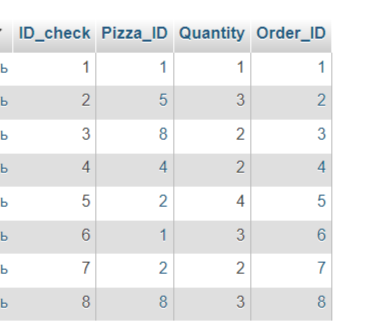 ID_check Pizza_ID Quantity Order_ID
ь 1 1 1 1
ь 2 5 3 2
ь 3 8 2 3
ь 4 4 2 4
ь 5 2 4 5
ь 6 1 3 6
ь 7 2 2 7
ь 8 8 3 8